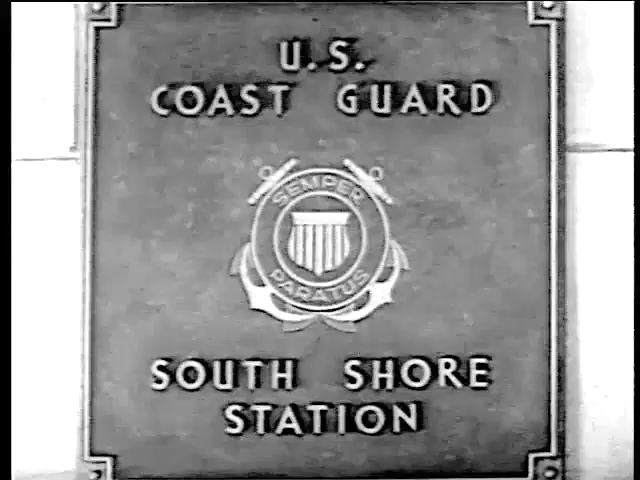 U.S.
COAST GUARD
SEMPER
PARATUS
SOUTH SHORE
STATION